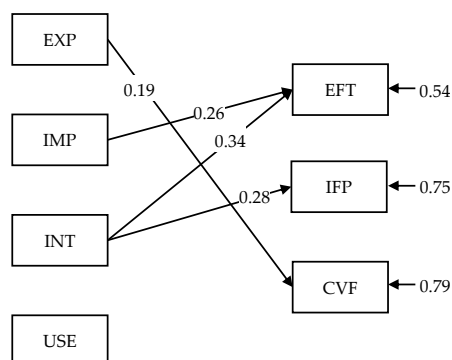 EXP
0.19
EFT
0.54
IMP
0.26
0.34
IFP
0.75
INT
0.28
CVF
0.79
USE